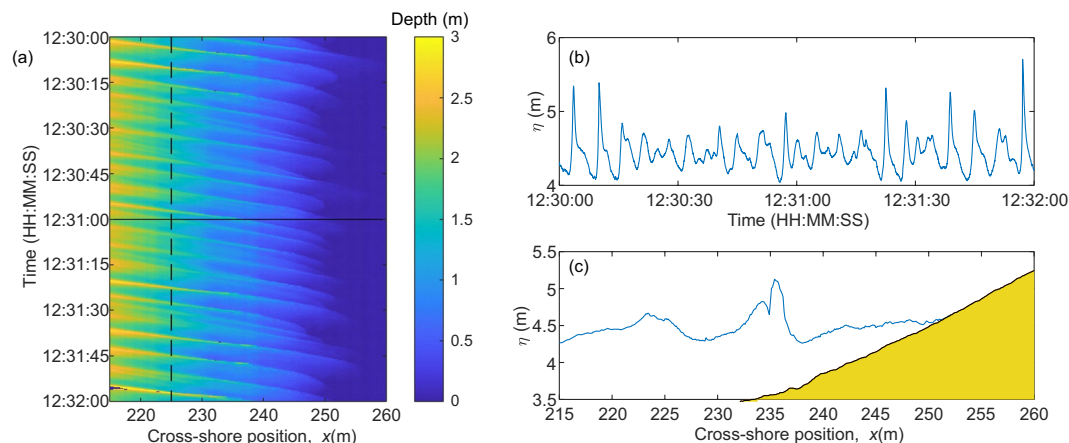 (a)
Depth (m)
12:30:00
12:30:15
12:30:30
12:30:45
12:31:00
12:31:15
12:31:30
12:31:45
12:32:00
Time (HH:MM:SS)
220 230 240 250 260
Cross-shore position, x(m)
3
2.5
2
1.5
1
0.5
0
(b)
6
5
4
η (m)
12:30:00 12:30:30 12:31:00 12:31:30 12:32:00
Time (HH:MM:SS)
(c)
5.5
5
4.5
4
3.5
η (m)
215 220 225 230 235 240 245 250 255 260
Cross-shore position, x(m)